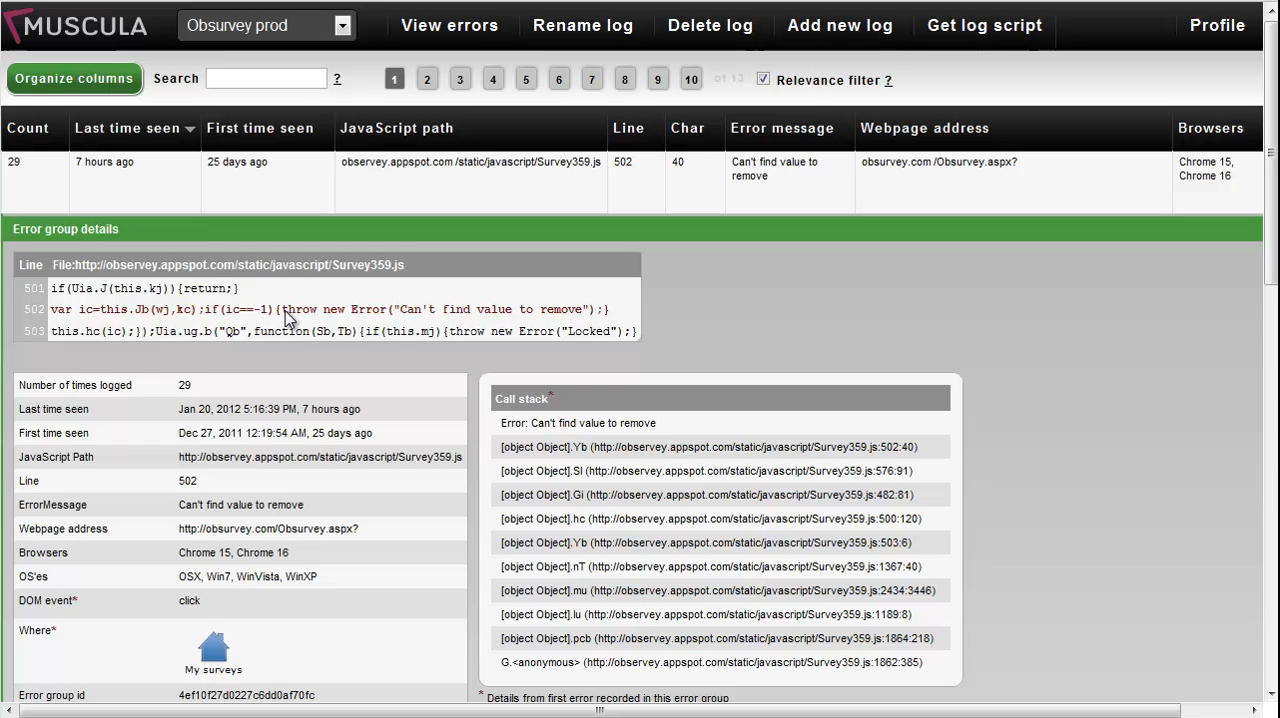 MUSCULA Obsurvey prod View errors Rename log Delete log Add new log Get log script Profile
Organize columns Search ? 1 2 3 4 5 6 7 8 9 10 of 13 Relevance filter ?
Count Last time seen First time seen JavaScript path Line Char Error message Webpage address Browsers
29 7 hours ago 25 days ago observey.appspot.com /static/javascript/Survey359.js 502 40 Can't find value to obsurvey.com /Obsurvey.aspx? Chrome 15,
remove Chrome 16
Error group details
Line File:http://observey.appspot.com/static/javascript/Survey359.js
501 if(Uia.J(this.kj)){return;}
502 var ic=this.Jb(wj,kc);if(ic==-1){throw new Error("Can't find value to remove");}
503 this.hc(ic);});Uia.ug.b("Qb",function(Sb,Tb){if(this.mj){throw new Error("Locked");}
Number of times logged 29
Last time seen Jan 20, 2012 5:16:39 PM, 7 hours ago
First time seen Dec 27, 2011 12:19:54 AM, 25 days ago
JavaScript Path http://observey.appspot.com/static/javascript/Survey359.js
Line 502
ErrorMessage Can't find value to remove
Webpage address http://obsurvey.com/Obsurvey.aspx?
Browsers Chrome 15, Chrome 16
OS'es OSX, Win7, WinVista, WinXP
DOM event* click
Where*
My surveys
Error group id 4ef10f27d0227c6dd0af70fc
Call stack*
Error: Can't find value to remove
[object Object].Yb (http://observey.appspot.com/static/javascript/Survey359.js:502:40)
[object Object].Sl (http://observey.appspot.com/static/javascript/Survey359.js:576:91)
[object Object].Gi (http://observey.appspot.com/static/javascript/Survey359.js:482:81)
[object Object].hc (http://observey.appspot.com/static/javascript/Survey359.js:500:120)
[object Object].Yb (http://observey.appspot.com/static/javascript/Survey359.js:503:6)
[object Object].nT (http://observey.appspot.com/static/javascript/Survey359.js:1367:40)
[object Object].mu (http://observey.appspot.com/static/javascript/Survey359.js:2434:3446)
[object Object].lu (http://observey.appspot.com/static/javascript/Survey359.js:1189:8)
[object Object].pcb (http://observey.appspot.com/static/javascript/Survey359.js:1864:218)
G.<anonymous> (http://observey.appspot.com/static/javascript/Survey359.js:1862:385)
* Details from first error recorded in this error group